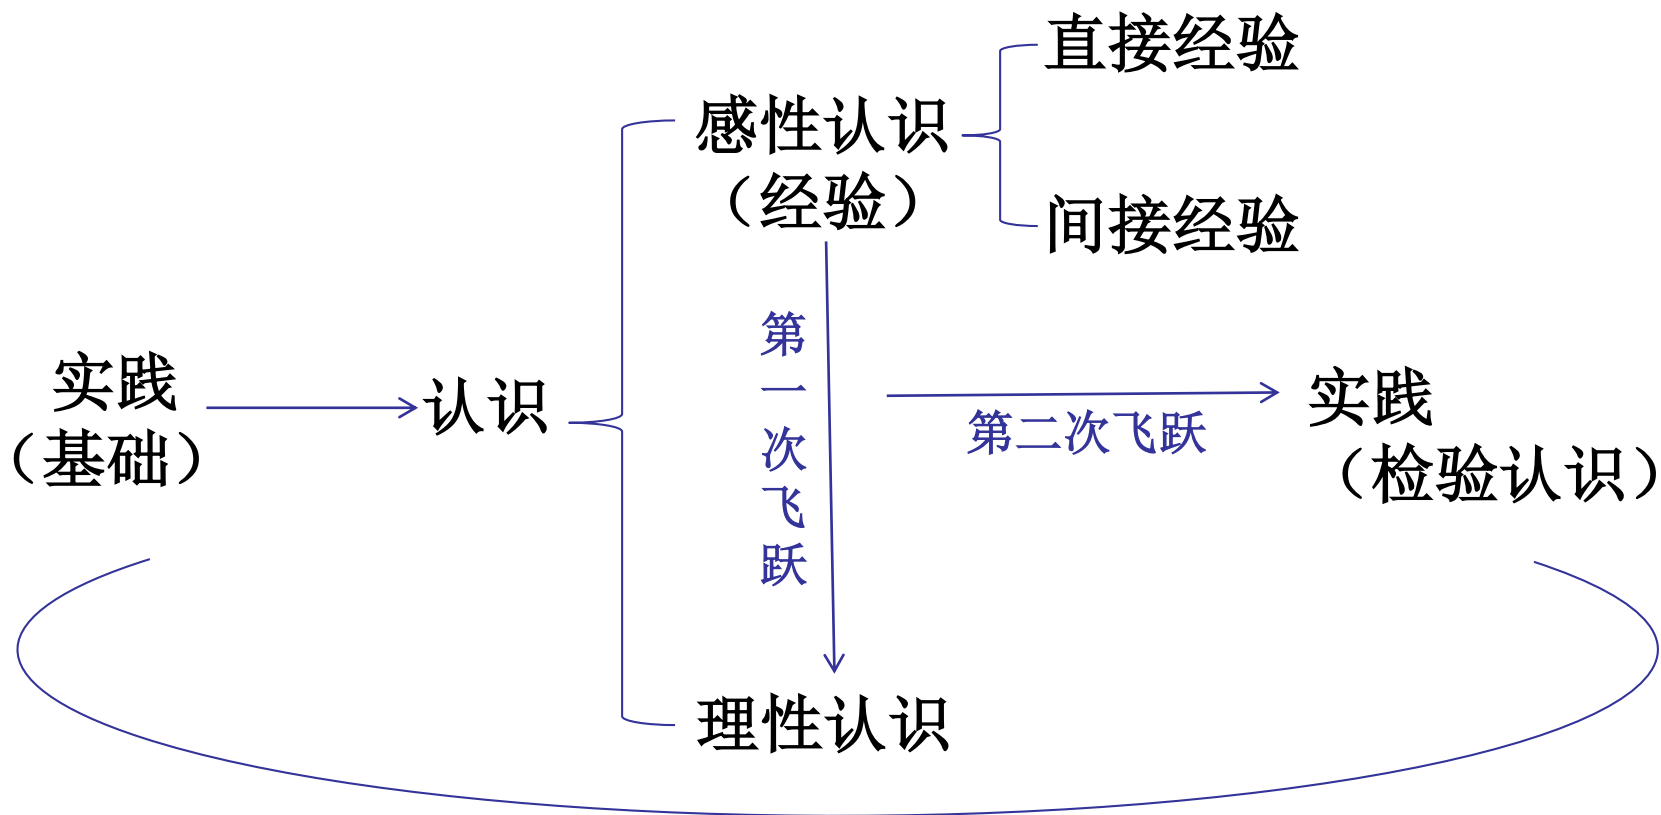 直接经验
感性认识
（经验）
间接经验
第一次飞跃
实践
（基础）
认识
第二次飞跃
实践
（检验认识）
理性认识